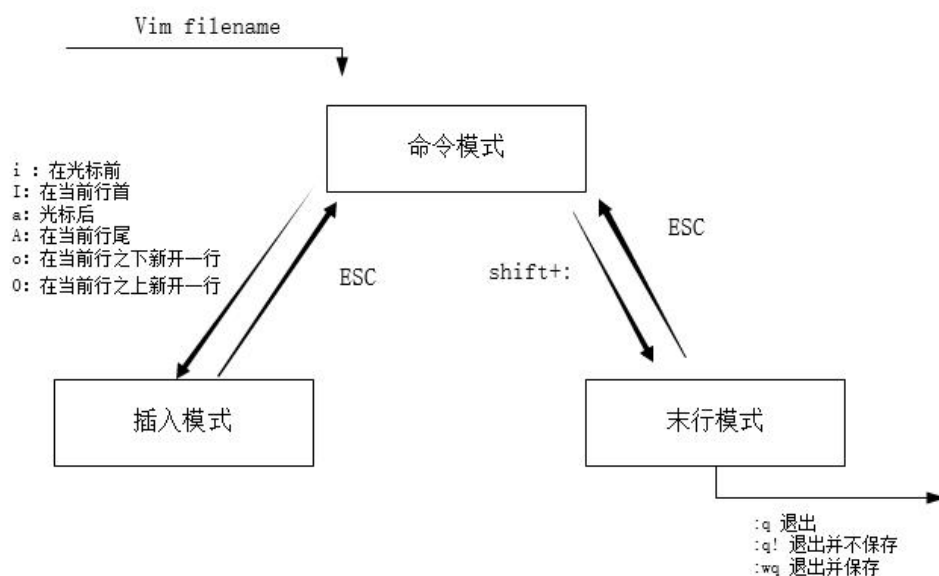 Vim filename
命令模式
i : 在光标前
I: 在当前行首
a: 光标后
A: 在当前行尾
o: 在当前行之下新开一行
O: 在当前行之上新开一行
ESC
shift+:
ESC
插入模式
末行模式
:q 退出
:q! 退出并不保存
:wq 退出并保存